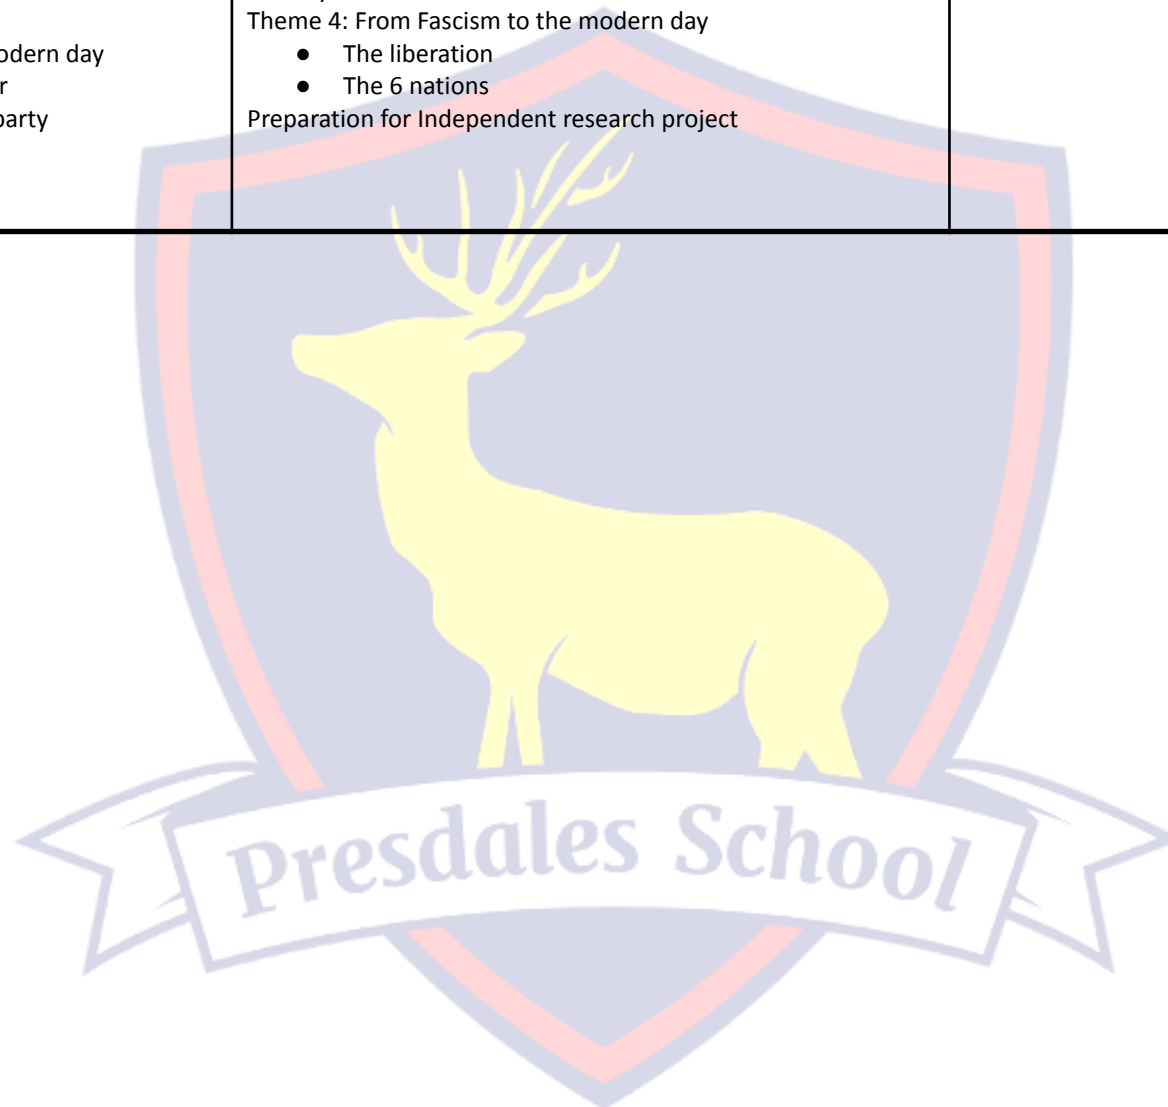 Theme 4: From Fascism to the modern day
odern day
● The liberation
r
● The 6 nations
party
Preparation for Independent research project
Presdales School